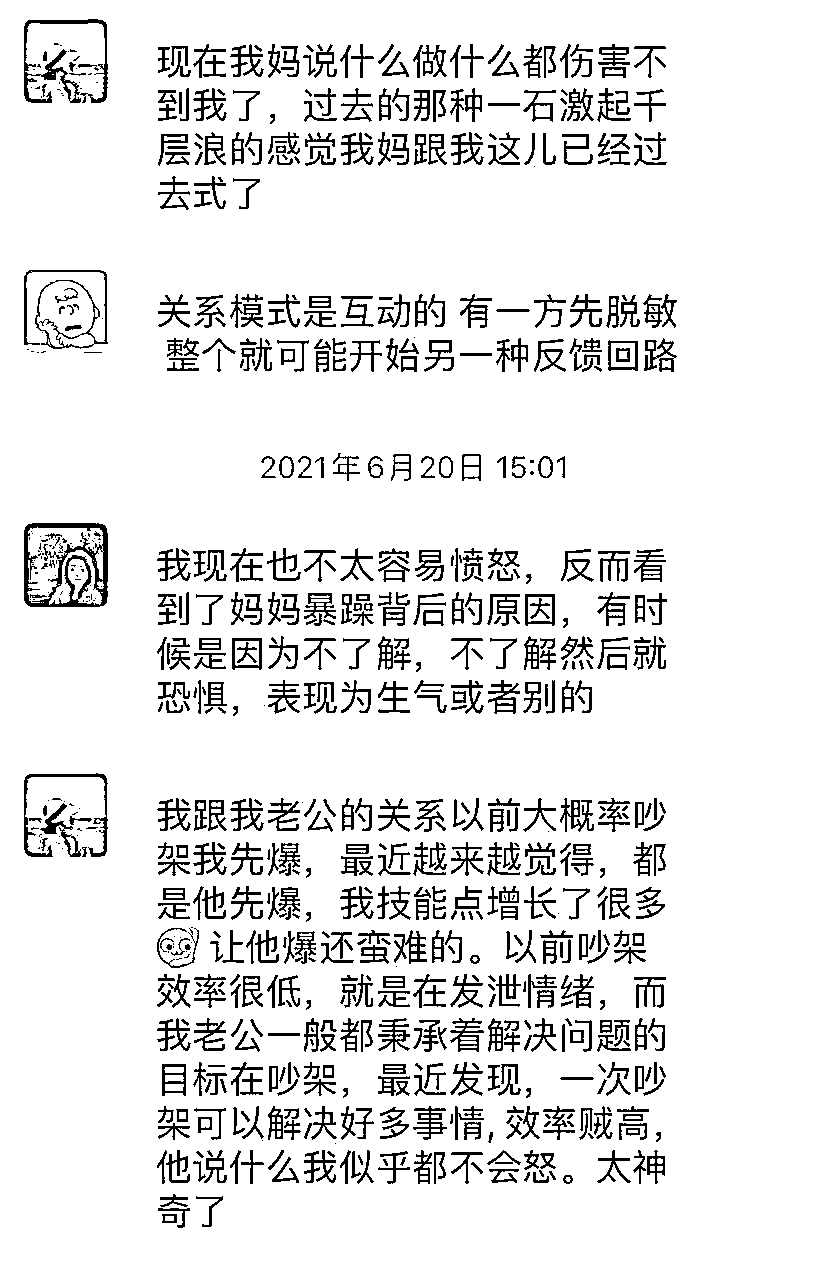 现在我妈说什么做什么都伤害不
到我了，过去的那种一石激起千
层浪的感觉我妈跟我这儿已经过
去式了
关系模式是互动的 有一方先脱敏
整个就可能开始另一种反馈回路
2021年6月20日 15:01
我现在也不太容易愤怒，反而看
到了妈妈暴躁背后的原因，有时
候是因为不了解，不了解然后就
恐惧，表现为生气或者别的
我跟我老公的关系以前大概率吵
架我先爆，最近越来越觉得，都
是他先爆，我技能点增长了很多
让他爆还蛮难的。以前吵架
效率很低，就是在发泄情绪，而
我老公一般都秉承着解决问题的
目标在吵架，最近发现，一次吵
架可以解决好多事情, 效率贼高，
他说什么我似乎都不会怒。太神
奇了